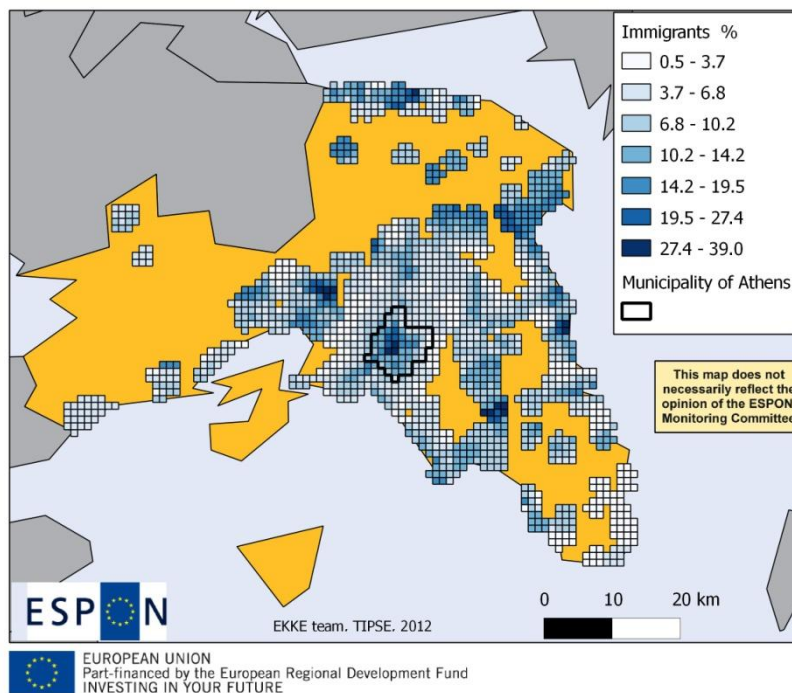 Immigrants %
0.5 - 3.7
3.7 - 6.8
6.8 - 10.2
10.2 - 14.2
14.2 - 19.5
19.5 - 27.4
27.4 - 39.0
Municipality of Athens
This map does not
necessarily reflect the
opinion of the ESPON
Monitoring Committee
ESPON
EKKE team. TIPSE. 2012
0 10 20 km
EUROPEAN UNION
Part-financed by the European Regional Development Fund
INVESTING IN YOUR FUTURE